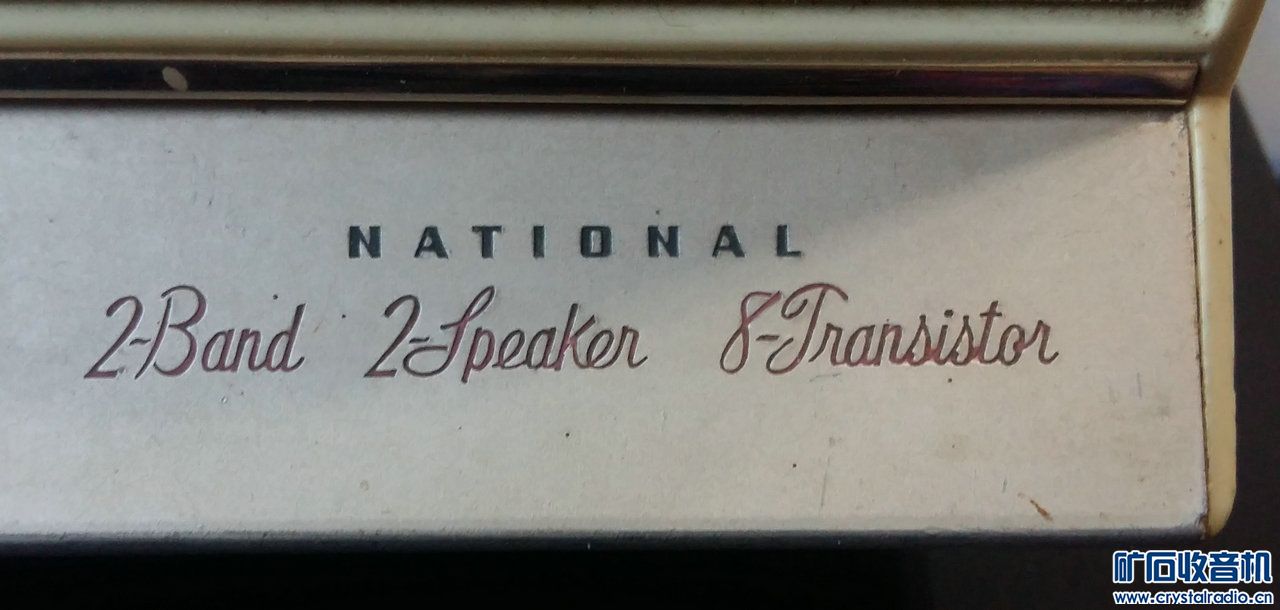 NATIONAL
2-Band 2-Speaker 8-Transistor
矿石收音机
www.crystalradio.cn